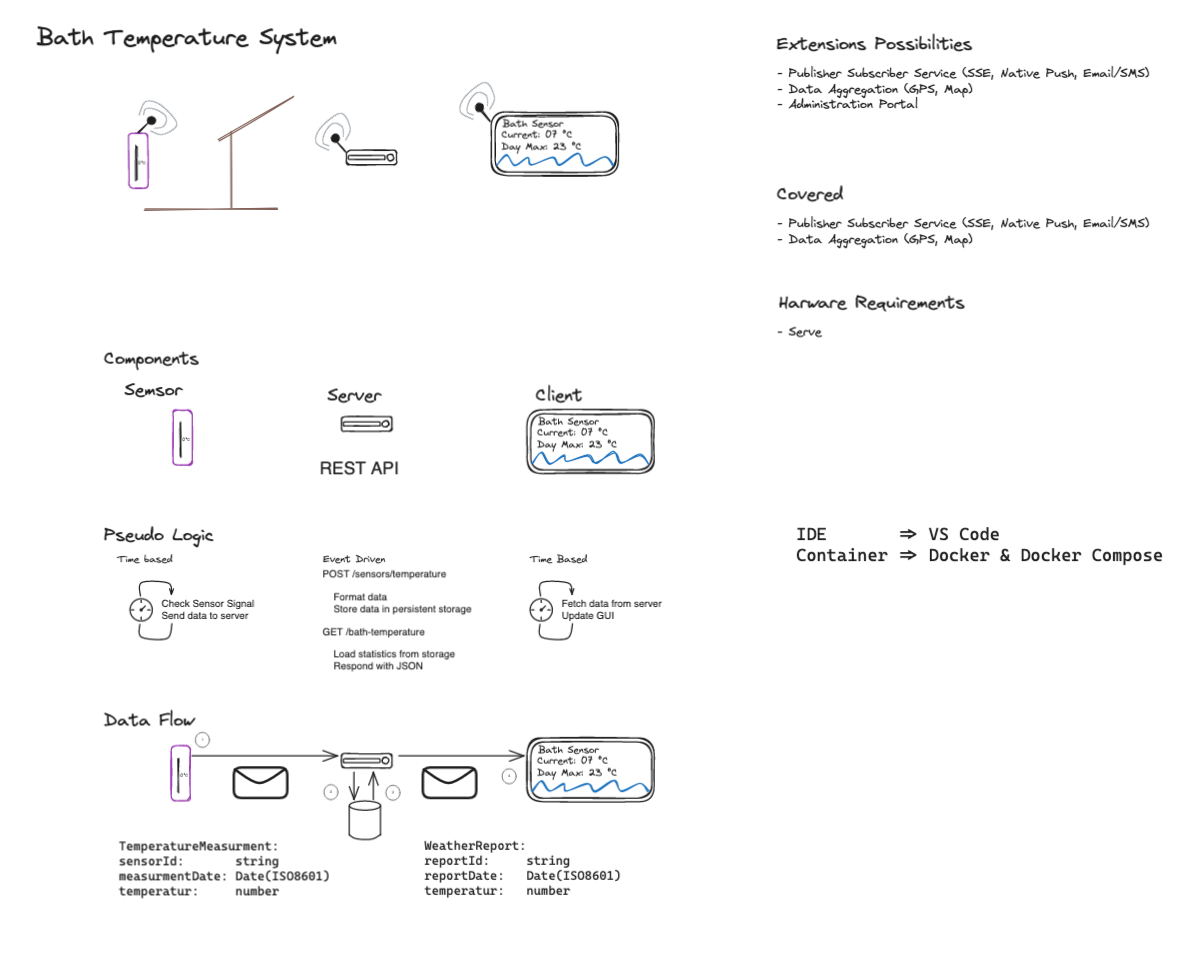 Bath Temperature System
Bath Sensor
Current: 07 °C
Day Max: 23 °C
Extensions Possibilities
- Publisher Subscriber Service (SSE, Native Push, Email/SMS)
- Data Aggregation (GPS, Map)
- Administration Portal
Covered
- Publisher Subscriber Service (SSE, Native Push, Email/SMS)
- Data Aggregation (GPS, Map)
Harware Requirements
- Serve
Components
Semsor
Server
REST API
Client
Bath Sensor
Current: 07 °C
Day Max: 23 °C
IDE => VS Code
Container => Docker & Docker Compose
Pseudo Logic
Time based
Check Sensor Signal
Send data to server
Event Driven
POST /sensors/temperature
Format data
Store data in persistent storage
GET /bath-temperature
Load statistics from storage
Respond with JSON
Time Based
Fetch data from server
Update GUI
Data Flow
Bath Sensor
Current: 07 °C
Day Max: 23 °C
TemperatureMeasurment:
sensorId: string
measurmentDate: Date(ISO8601)
temperatur: number
WeatherReport:
reportId: string
reportDate: Date(ISO8601)
temperatur: number